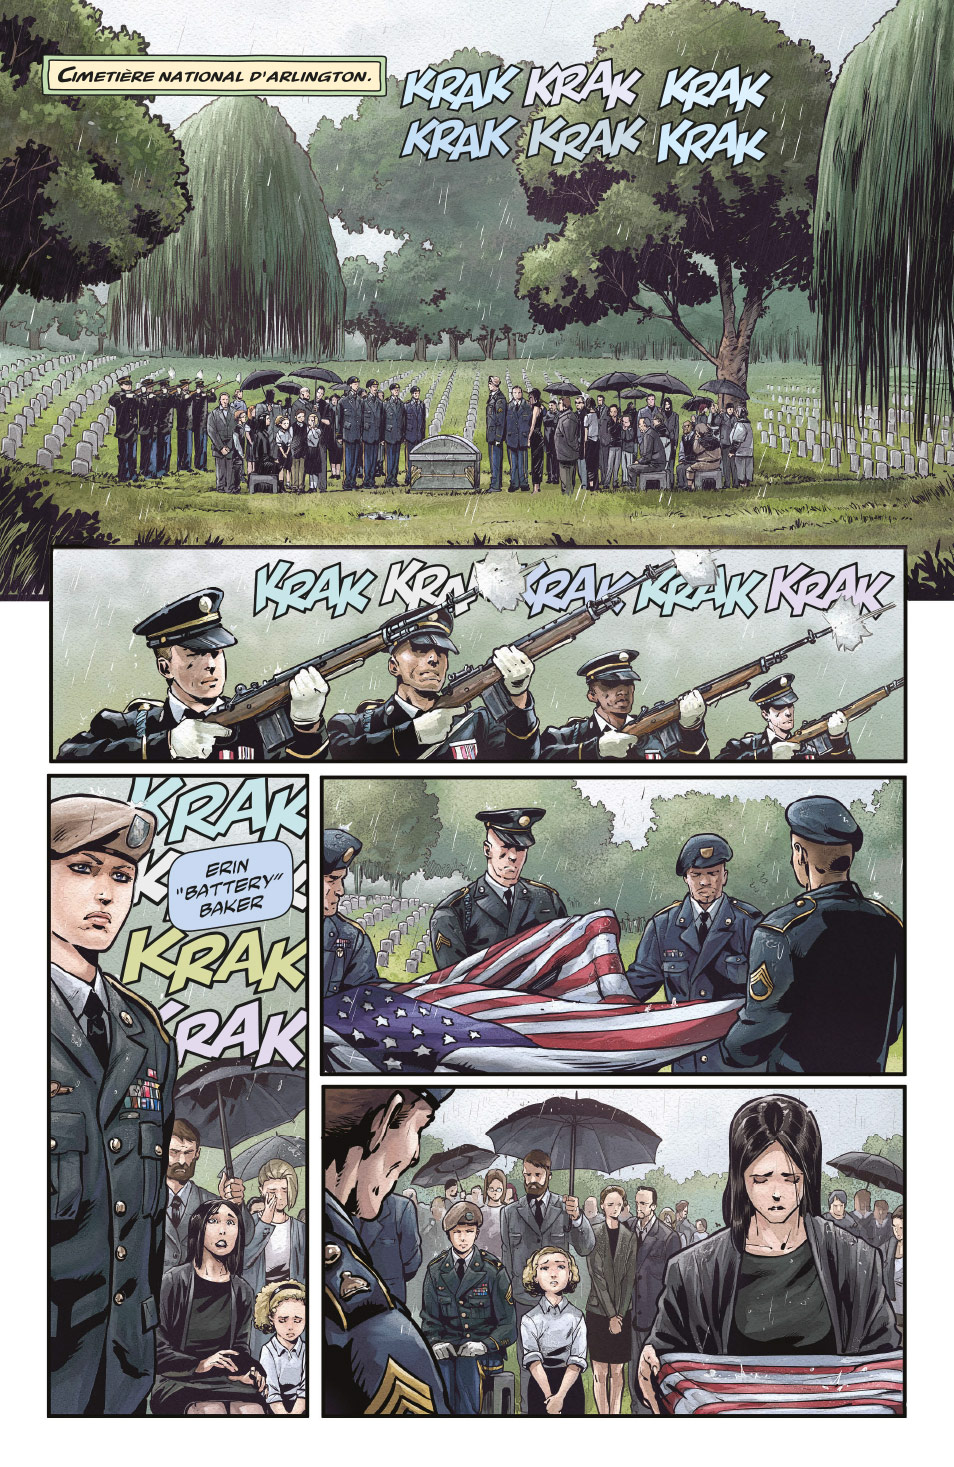 CIMETIÈRE NATIONAL D'ARLINGTON.
KRAK KRAK KRAK
KRAK KRAK KRAK
KRAK KRAK KRAK KRAK KRAK
KRAK
KRAK
ERIN
"BATTERY"
BAKER
KRAK
KRAK